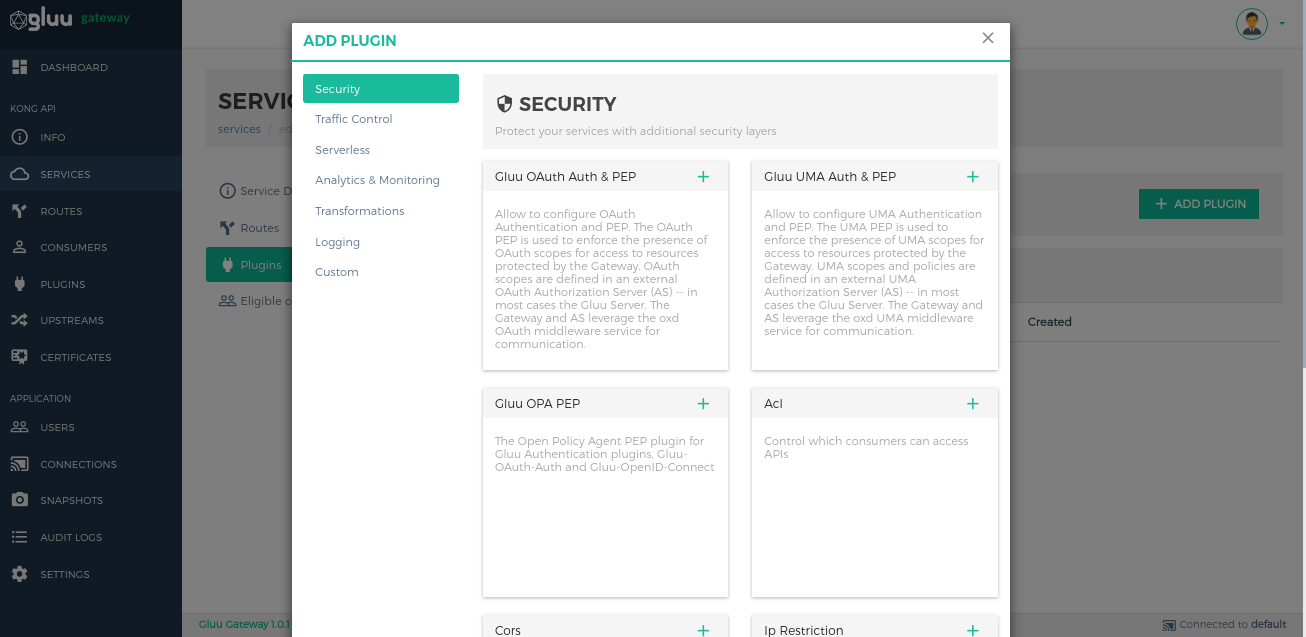 gluu gateway
DASHBOARD
KONG API
INFO
SERVICES
ROUTES
CONSUMERS
PLUGINS
UPSTREAMS
CERTIFICATES
APPLICATION
USERS
CONNECTIONS
SNAPSHOTS
AUDIT LOGS
SETTINGS
SERVIC
services / ed
Service D
Routes
Plugins
Eligible c
ADD PLUGIN
Security
Traffic Control
Serverless
Analytics & Monitoring
Transformations
Logging
Custom
SECURITY
Protect your services with additional security layers
Gluu OAuth Auth & PEP
Allow to configure OAuth
Authentication and PEP. The OAuth
PEP is used to enforce the presence of
OAuth scopes for access to resources
protected by the Gateway. OAuth
scopes are defined in an external
OAuth Authorization Server (AS) -- in
most cases the Gluu Server. The
Gateway and AS leverage the oxd
OAuth middleware service for
communication.
Gluu UMA Auth & PEP
Allow to configure UMA Authentication
and PEP. The UMA PEP is used to
enforce the presence of UMA scopes for
access to resources protected by the
Gateway. UMA scopes and policies are
defined in an external UMA
Authorization Server (AS) -- in most
cases the Gluu Server. The Gateway and
AS leverage the oxd UMA middleware
service for communication.
Gluu OPA PEP
The Open Policy Agent PEP plugin for
Gluu Authentication plugins, Gluu-
OAuth-Auth and Gluu-OpenID-Connect
Acl
Control which consumers can access
APIs
Cors
Ip Restriction
ADD PLUGIN
Created
Gluu Gateway 1.0.1
Connected to default